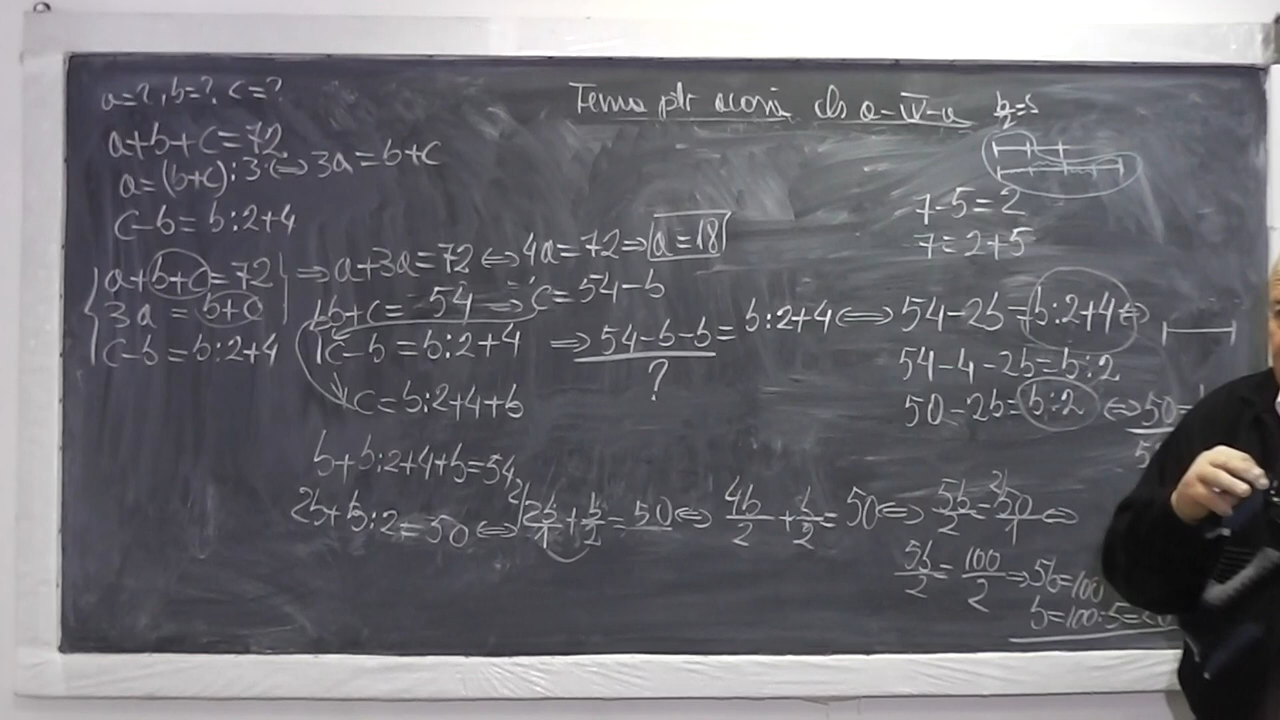 a=?, b=?, c=?
Tema ptr acasă cls a-IV-a
a+b+c=72
a=(b+c):3 ⇔ 3a=b+c
c-b=b:2+4
7-5=2
7=2+5
a+b+c=72 ⇒ a+3a=72 ⇔ 4a=72 ⇒ a=18
3a = b+c
b+c = 54 ⇒ c=54-b
c-b=b:2+4
c-b = b:2+4 ⇒ 54-b-b= b:2+4 ⇔ 54-2b=b:2+4 ⇔
?
54-4-2b=b:2
c=b:2+4+b
50-2b=b:2 ⇔ 50=
b+b:2+4+b=54
2b+b:2=50 ⇔ 2b/1+b/2=50 ⇔ 4b/2+b/2=50 ⇔ 5b/2=50/1 ⇔
5b/2=100/2 ⇒ 5b=100
b=100:5=20